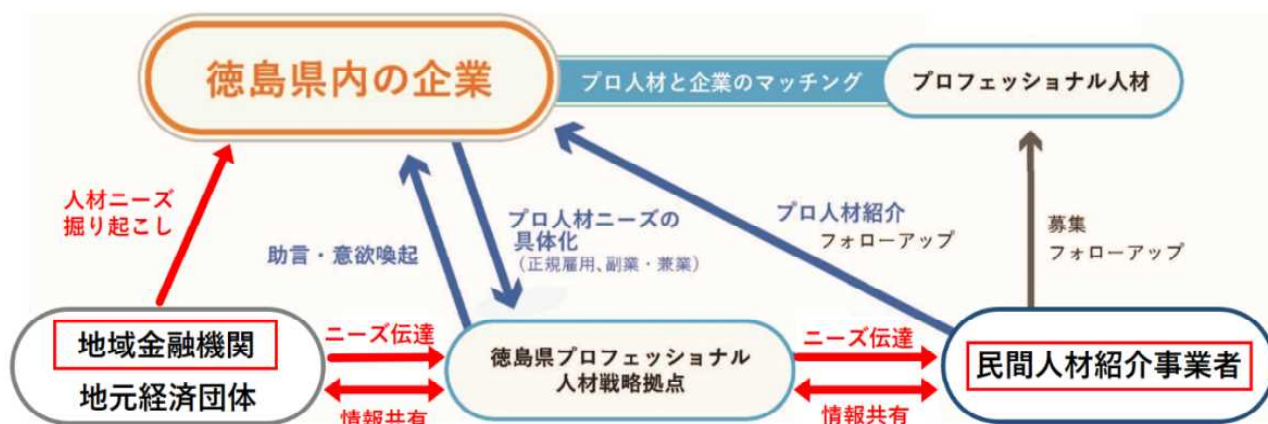 徳島県内の企業
プロ人材と企業のマッチング
プロフェッショナル人材
人材ニーズ
掘り起こし
助言・意欲喚起
プロ人材ニーズの
具体化
(正規雇用、副業・兼業)
プロ人材紹介
フォローアップ
募集
フォローアップ
地域金融機関
地元経済団体
ニーズ伝達
情報共有
徳島県プロフェッショナル
人材戦略拠点
ニーズ伝達
情報共有
民間人材紹介事業者